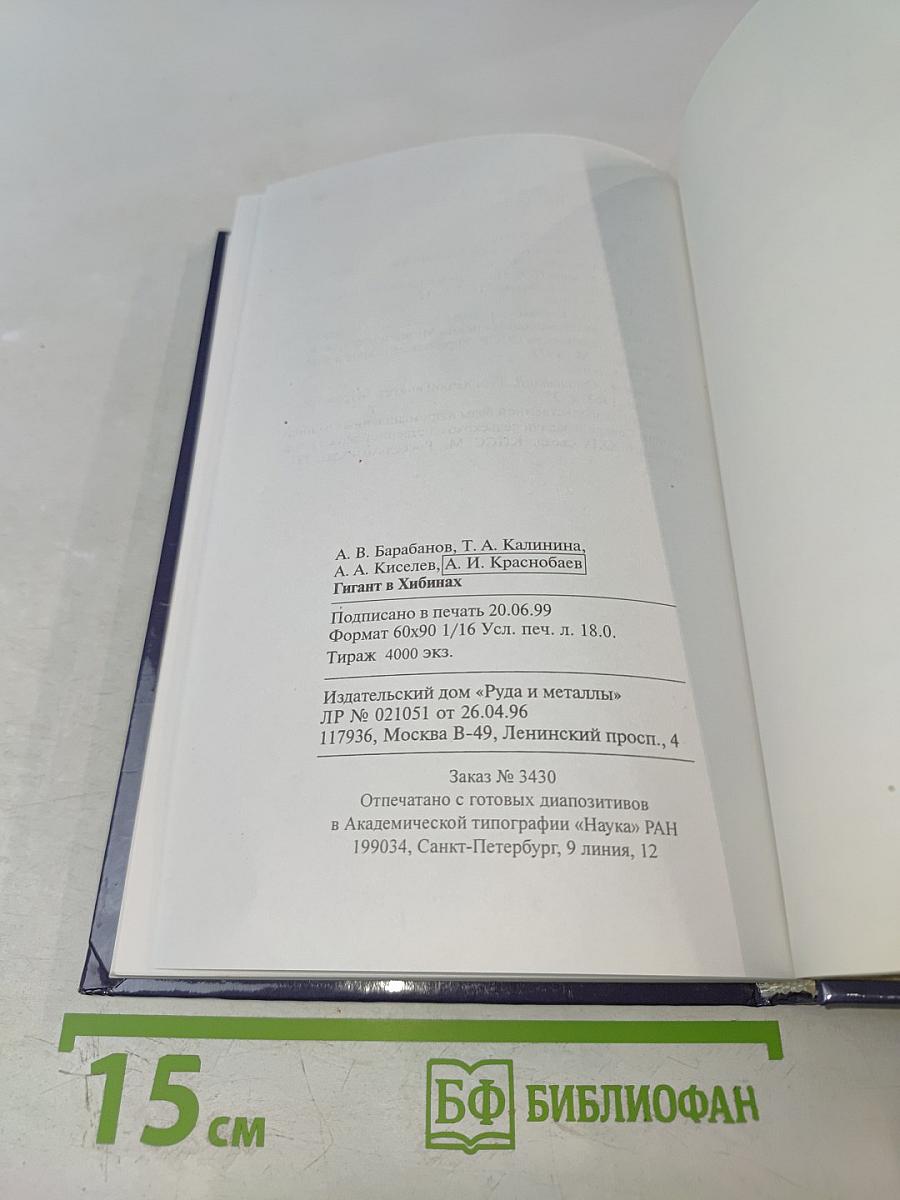 А. В. Барабанов, Т. А. Калинина,
А. А. Киселев, А. И. Краснобаев
Гигант в Хибинах
Подписано в печать 20.06.99
Формат 60x90 1/16 Усл. печ. л. 18.0.
Тираж 4000 экз.
Издательский дом «Руда и металлы»
ЛР № 021051 от 26.04.96
117936, Москва В-49, Ленинский просп., 4
Заказ № 3430
Отпечатано с готовых диапозитивов
в Академической типографии «Наука» РАН
199034, Санкт-Петербург, 9 линия, 12
15 см
БФ БИБЛИОФАН